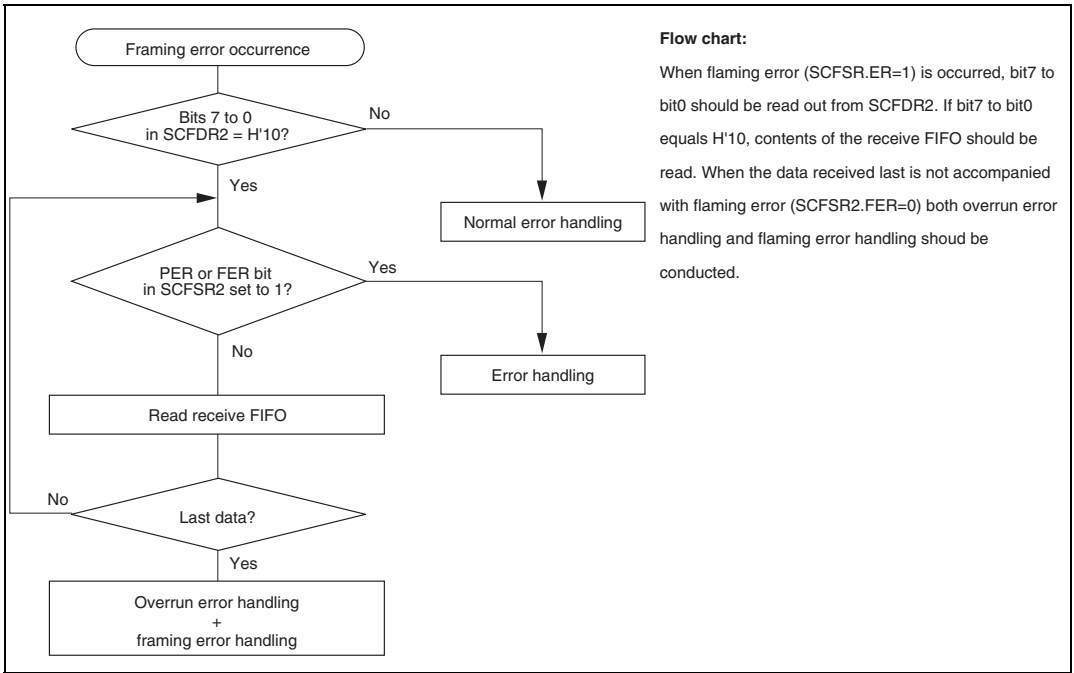 Framing error occurrence
Bits 7 to 0
in SCFDR2 = H'10?
No
Yes
Normal error handling
PER or FER bit
in SCFSR2 set to 1?
Yes
No
Error handling
Read receive FIFO
No
Last data?
Yes
Overrun error handling
+
framing error handling
Flow chart:
When flaming error (SCFSR.ER=1) is occurred, bit7 to
bit0 should be read out from SCFDR2. If bit7 to bit0
equals H'10, contents of the receive FIFO should be
read. When the data received last is not accompanied
with flaming error (SCFSR2.FER=0) both overrun error
handling and flaming error handling shoud be
conducted.